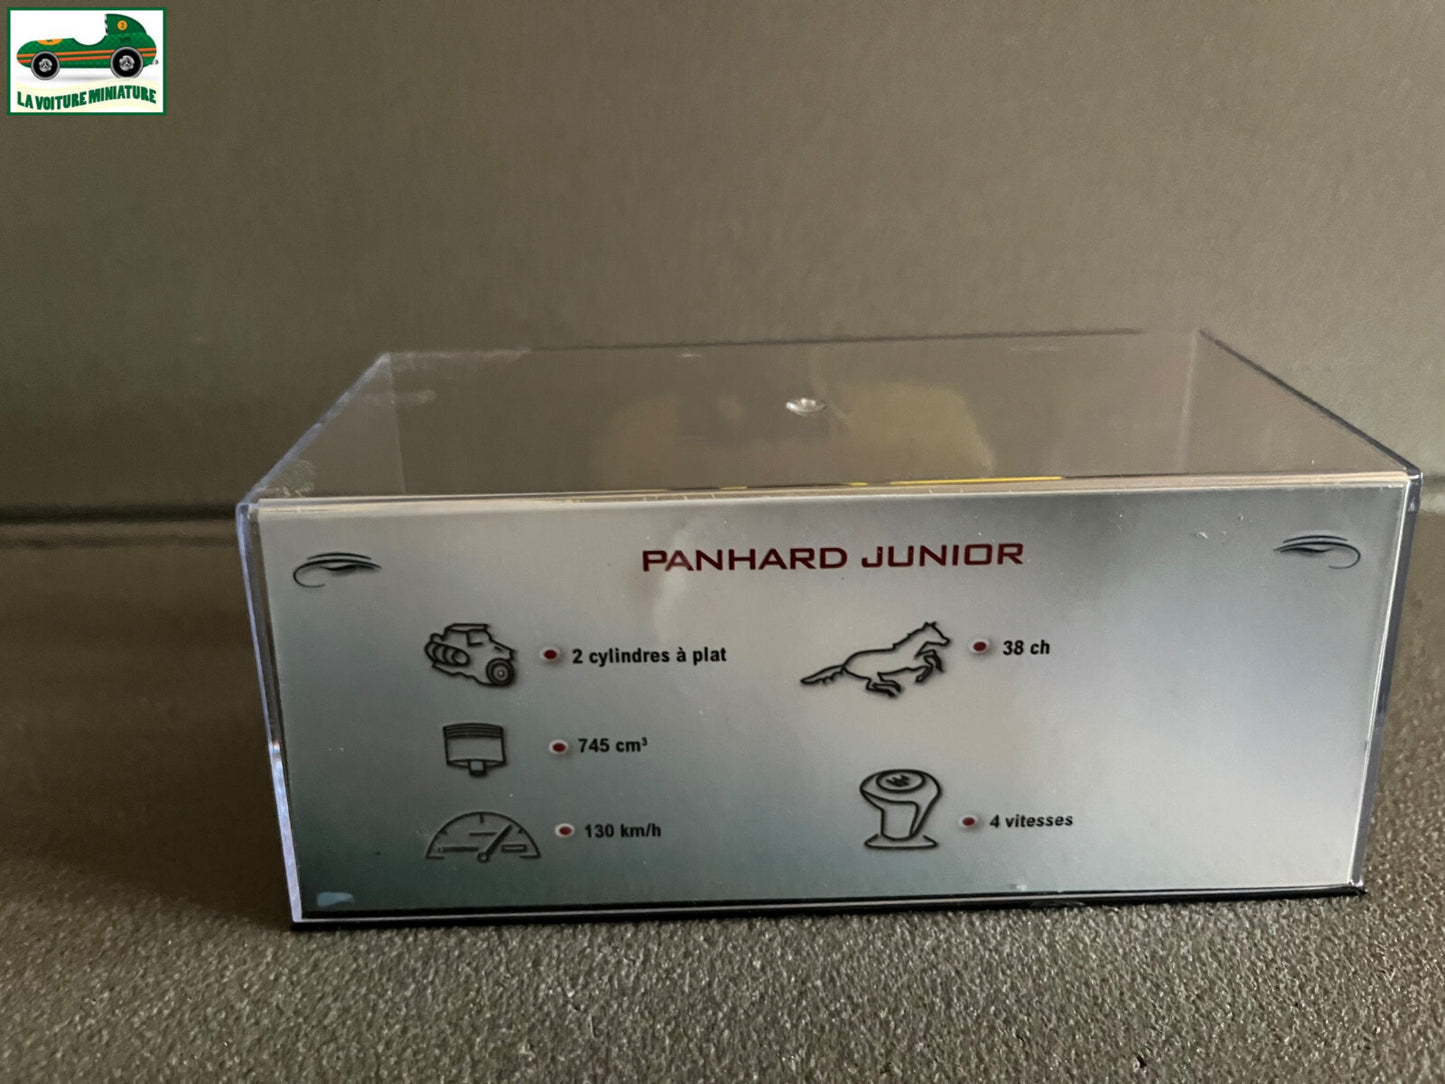 LA VOITURE MINIATURE
PANHARD JUNIOR
2 cylindres à plat
38 ch
745 cm³
130 km/h
4 vitesses